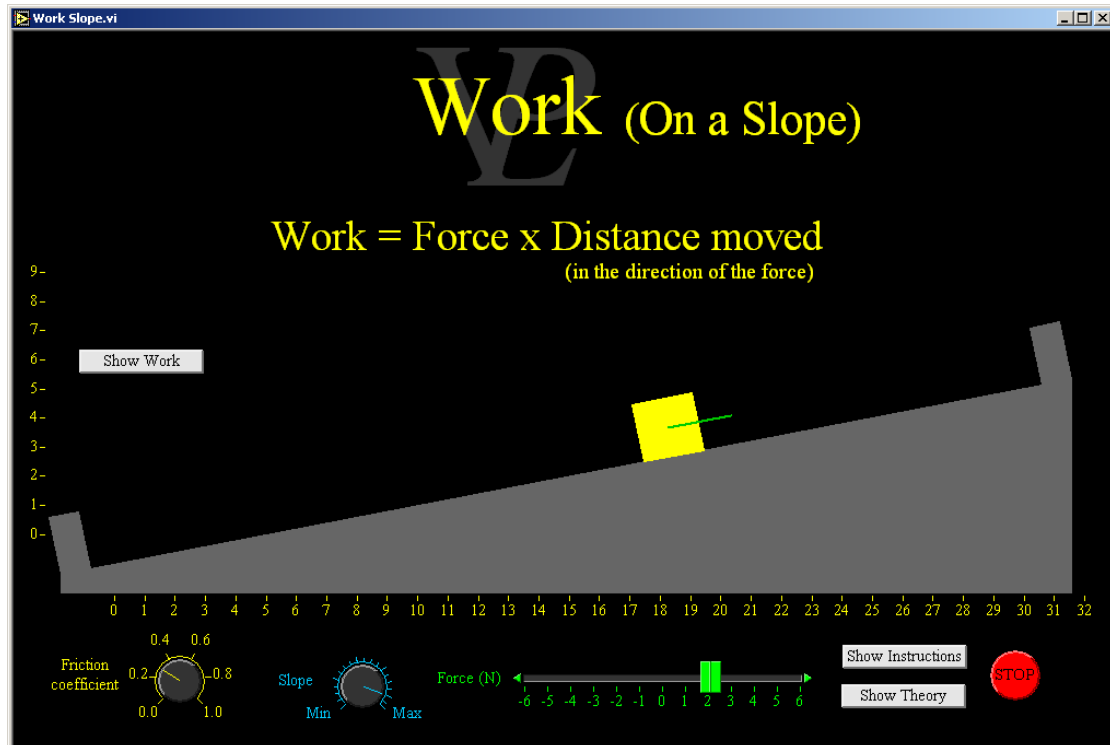 Work Slope.vi
VPL
Work (On a Slope)
Work = Force x Distance moved
(in the direction of the force)
9
8
7
6
5
4
3
2
1
0
Show Work
0 1 2 3 4 5 6 7 8 9 10 11 12 13 14 15 16 17 18 19 20 21 22 23 24 25 26 27 28 29 30 31 32
Friction
coefficient
0.0 0.2 0.4 0.6 0.8 1.0
Slope
Min Max
Force (N)
-6 -5 -4 -3 -2 -1 0 1 2 3 4 5 6
Show Instructions
Show Theory
STOP